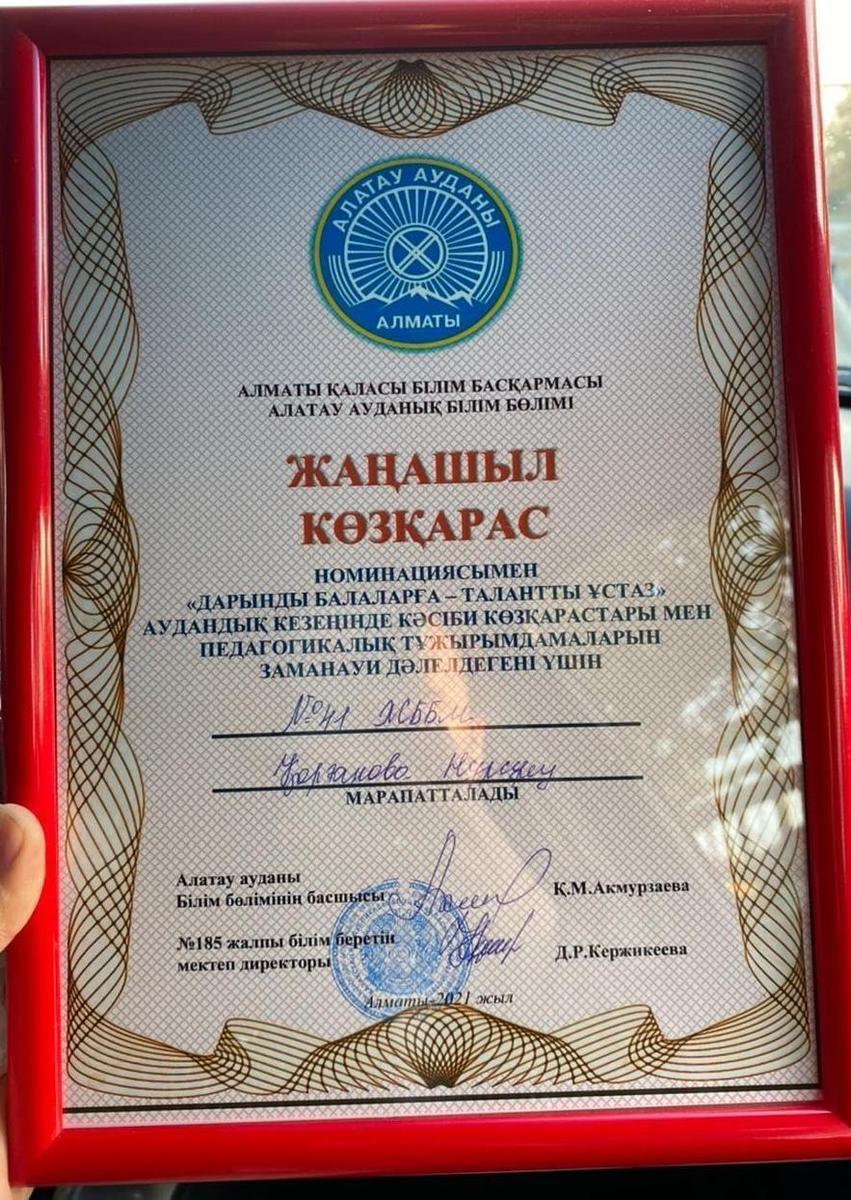 АЛАТАУ АУДАНЫ
АЛМАТЫ
АЛМАТЫ ҚАЛАСЫ БІЛІМ БАСҚАРМАСЫ
АЛАТАУ АУДАНЫҚ БІЛІМ БӨЛІМІ
ЖАҢАШЫЛ
КӨЗҚАРАС
НОМИНАЦИЯСЫМЕН
«ДАРЫНДЫ БАЛАЛАРҒА – ТАЛАНТТЫ ҰСТАЗ»
АУДАНДЫҚ КЕЗЕҢІНДЕ КӘСІБИ КӨЗҚАРАСТАРЫ МЕН
ПЕДАГОГИКАЛЫҚ ТҰЖЫРЫМДАМАЛАРЫН
ЗАМАНАУИ ДӘЛЕЛДЕГЕНІ ҮШІН
№41 ЖББМ
МАРАПАТТАЛАДЫ
Алатау ауданы
Білім бөлімінің басшысы
Қ.М.Акмурзаева
№185 жалпы білім беретін
мектеп директоры
Д.Р.Кержикеева
Алматы-2021 жыл